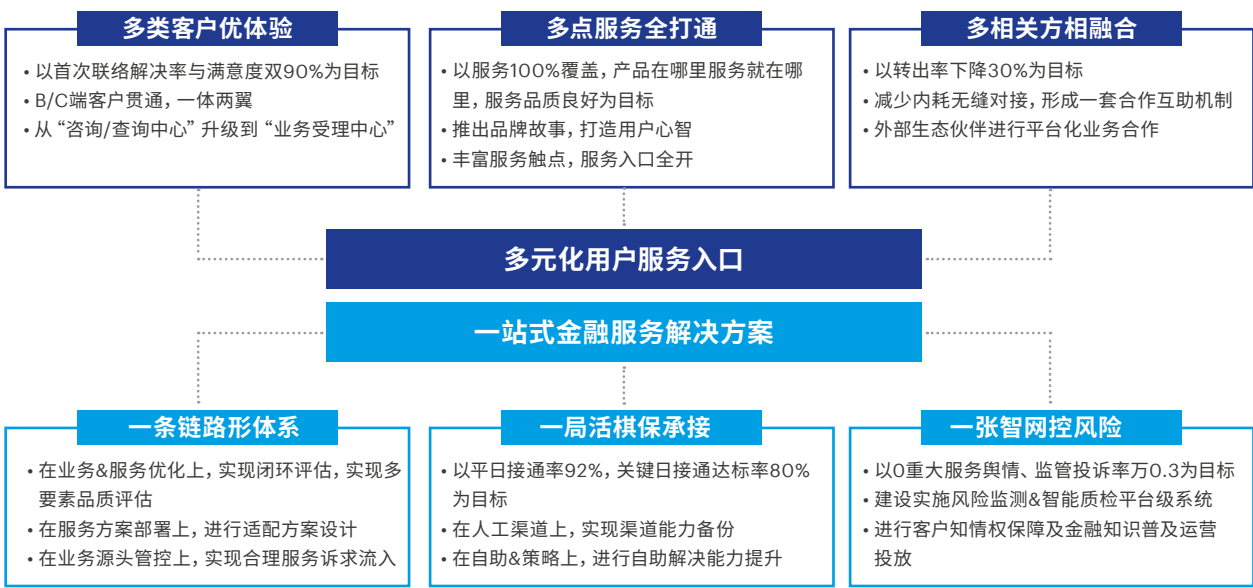 多类客户优体验
• 以首次联络解决率与满意度双90%为目标
• B/C端客户贯通，一体两翼
• 从“咨询/查询中心”升级到“业务受理中心”
多点服务全打通
• 以服务100%覆盖，产品在哪里服务就在哪
里，服务品质良好为目标
• 推出品牌故事，打造用户心智
• 丰富服务触点，服务入口全开
多相关方相融合
• 以转出率下降30%为目标
• 减少内耗无缝对接，形成一套合作互助机制
• 外部生态伙伴进行平台化业务合作
多元化用户服务入口
一站式金融服务解决方案
一条链路形体系
• 在业务&服务优化上，实现闭环评估，实现多
要素品质评估
• 在服务方案部署上，进行适配方案设计
• 在业务源头管控上，实现合理服务诉求流入
一局活棋保承接
• 以平日接通率92%，关键日接通达标率80%
为目标
• 在人工渠道上，实现渠道能力备份
• 在自助&策略上，进行自助解决能力提升
一张智网控风险
• 以0重大服务舆情、监管投诉率万0.3为目标
• 建设实施风险监测&智能质检平台级系统
• 进行客户知情权保障及金融知识普及运营
投放